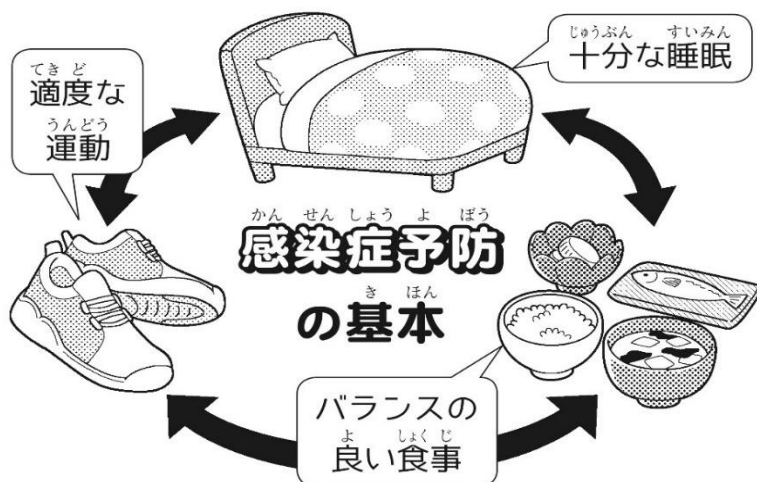 じゅうぶん すいみん
十分な睡眠
てきど
適度な
うんどう
運動
かんせんしょうよぼう
感染症予防
きほん
の基本
バランスの
よ しょくじ
良い食事